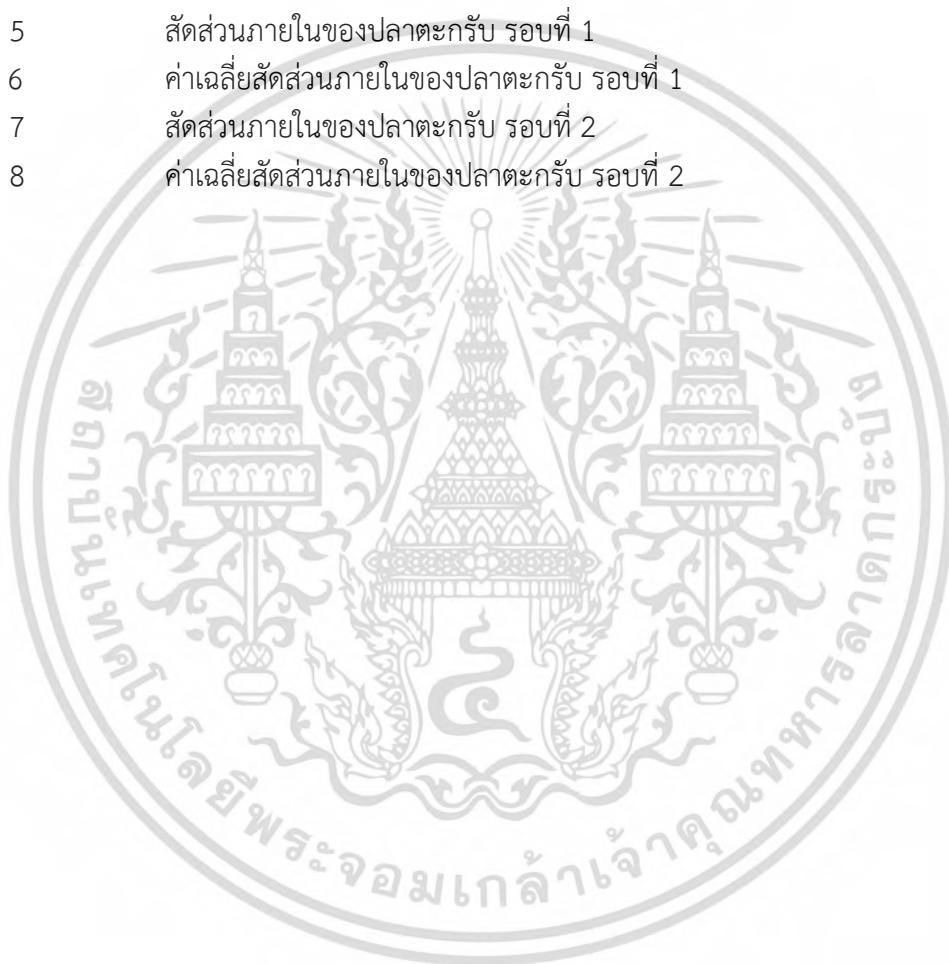 5 สัดส่วนภายในของปลาตะกรับ รอบที่ 1
6 ค่าเฉลี่ยสัดส่วนภายในของปลาตะกรับ รอบที่ 1
7 สัดส่วนภายในของปลาตะกรับ รอบที่ 2
8 ค่าเฉลี่ยสัดส่วนภายในของปลาตะกรับ รอบที่ 2
สถาบันเทคโนโลยีพระจอมเกล้าเจ้าคุณทหารลาดกระบัง
๔